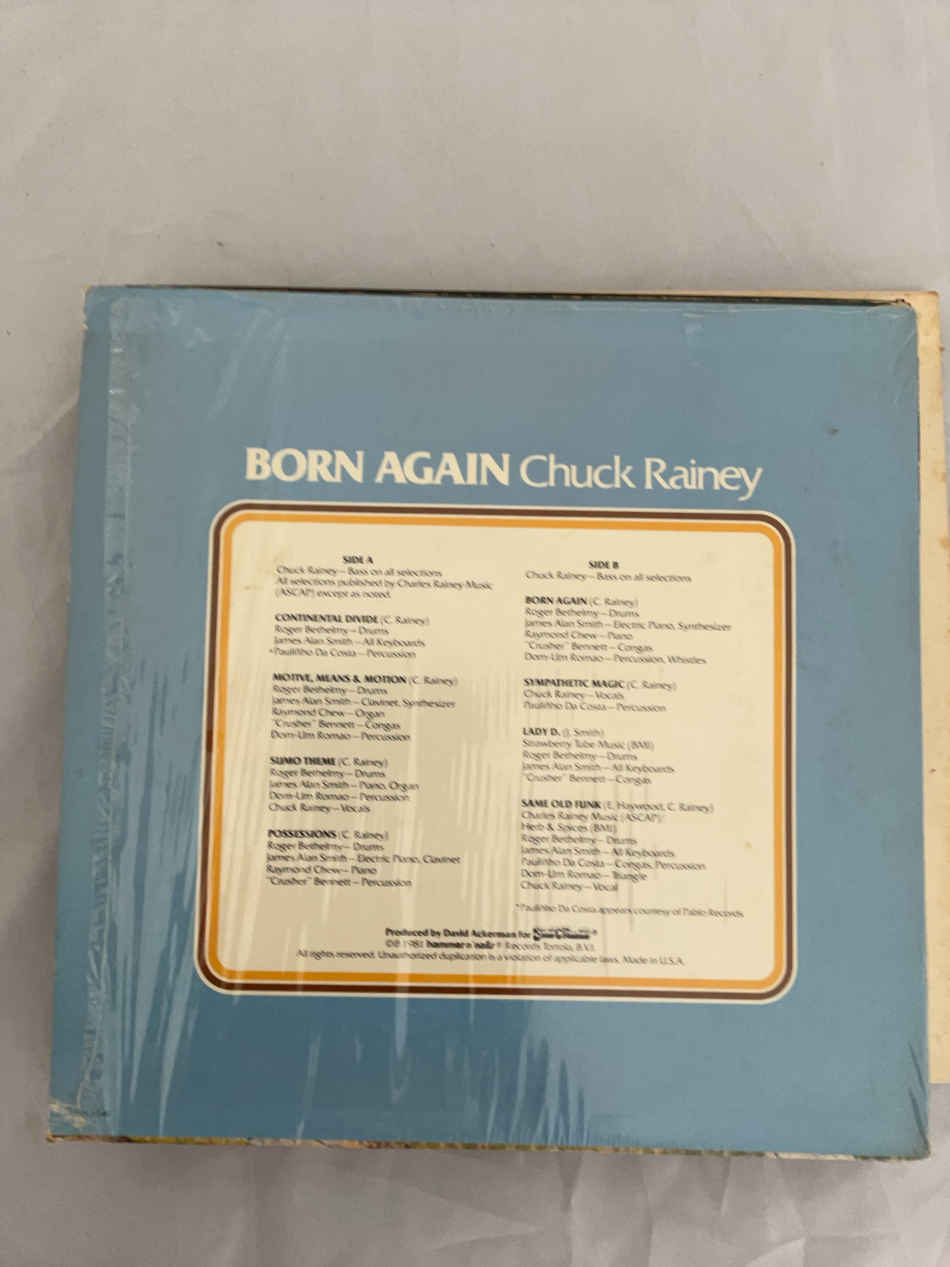 BORN AGAIN Chuck Rainey
SIDE A
Chuck Rainey – Bass on all selections
All selections published by Charles Rainey Music
(ASCAP) except as noted.
CONTINENTAL DIVIDE (C. Rainey)
Roger Bethelmy – Drums
James Alan Smith – All Keyboards
*Paulinho Da Costa – Percussion
MOTIVE, MEANS & MOTION (C. Rainey)
Roger Bethelmy – Drums
James Alan Smith – Clavinet, Synthesizer
Raymond Chew – Organ
"Crusher" Bennett – Congas
Dom-Um Romao – Percussion
SUMO THEME (C. Rainey)
Roger Bethelmy – Drums
James Alan Smith – Piano, Organ
Dom-Um Romao – Percussion
Chuck Rainey – Vocals
POSSESSIONS (C. Rainey)
Roger Bethelmy – Drums
James Alan Smith – Electric Piano, Clavinet
Raymond Chew – Piano
"Crusher" Bennett – Percussion
SIDE B
Chuck Rainey – Bass on all selections
BORN AGAIN (C. Rainey)
Roger Bethelmy – Drums
James Alan Smith – Electric Piano, Synthesizer
Raymond Chew – Piano
"Crusher" Bennett – Congas
Dom-Um Romao – Percussion, Whistles
SYMPATHETIC MAGIC (C. Rainey)
Chuck Rainey – Vocals
Paulinho Da Costa – Percussion
LADY D. (J. Smith)
Strawberry Tube Music (BMI)
Roger Bethelmy – Drums
James Alan Smith – All Keyboards
"Crusher" Bennett – Congas
SAME OLD FUNK (E. Haywood, C. Rainey)
Charles Rainey Music (ASCAP)/
Herb & Spices (BMI)
Roger Bethelmy – Drums
James Alan Smith – All Keyboards
Paulinho Da Costa – Congas, Percussion
Dom-Um Romao – Triangle
Chuck Rainey – Vocal
*Paulinho Da Costa appears courtesy of Pablo Records
Produced by David Ackerman for
©℗ 1981 hammer n' nails ® Records Tortola, B.V.I.
All rights reserved. Unauthorized duplication is a violation of applicable laws. Made in U.S.A.